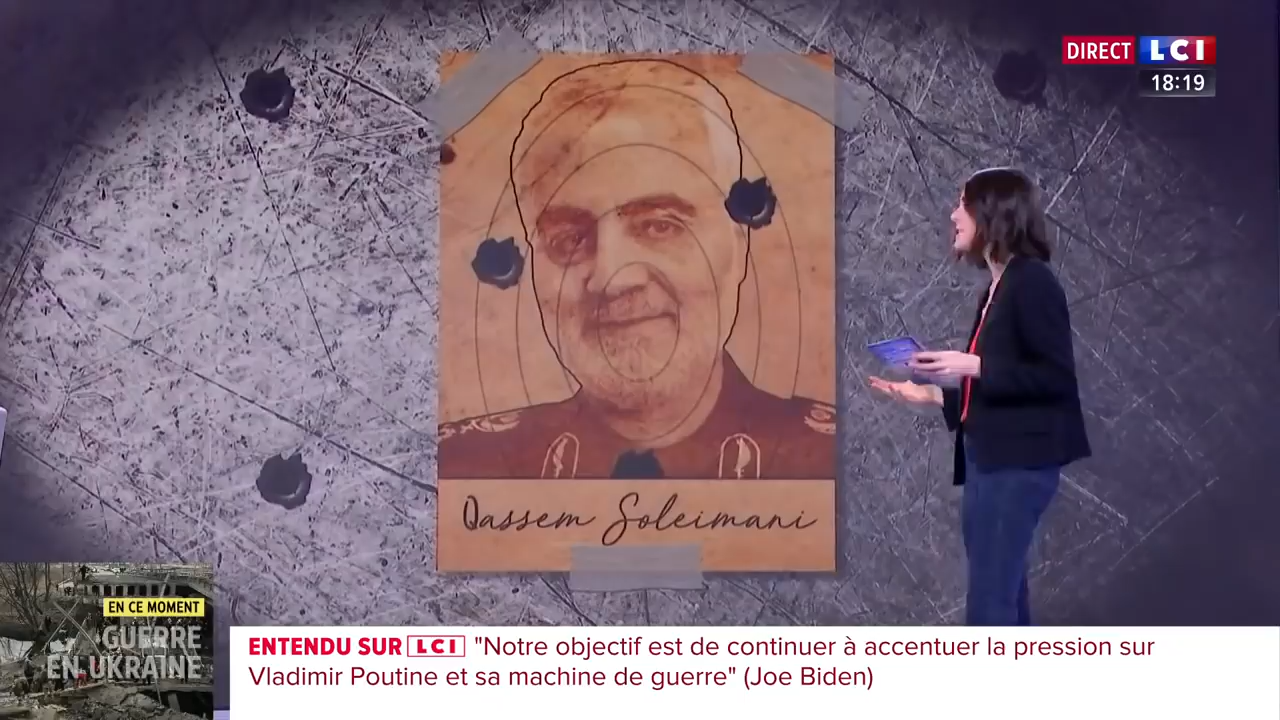 DIRECT LCI
18:19
Qassem Soleimani
EN CE MOMENT
GUERRE
EN UKRAINE
ENTENDU SUR LCI "Notre objectif est de continuer à accentuer la pression sur
Vladimir Poutine et sa machine de guerre" (Joe Biden)